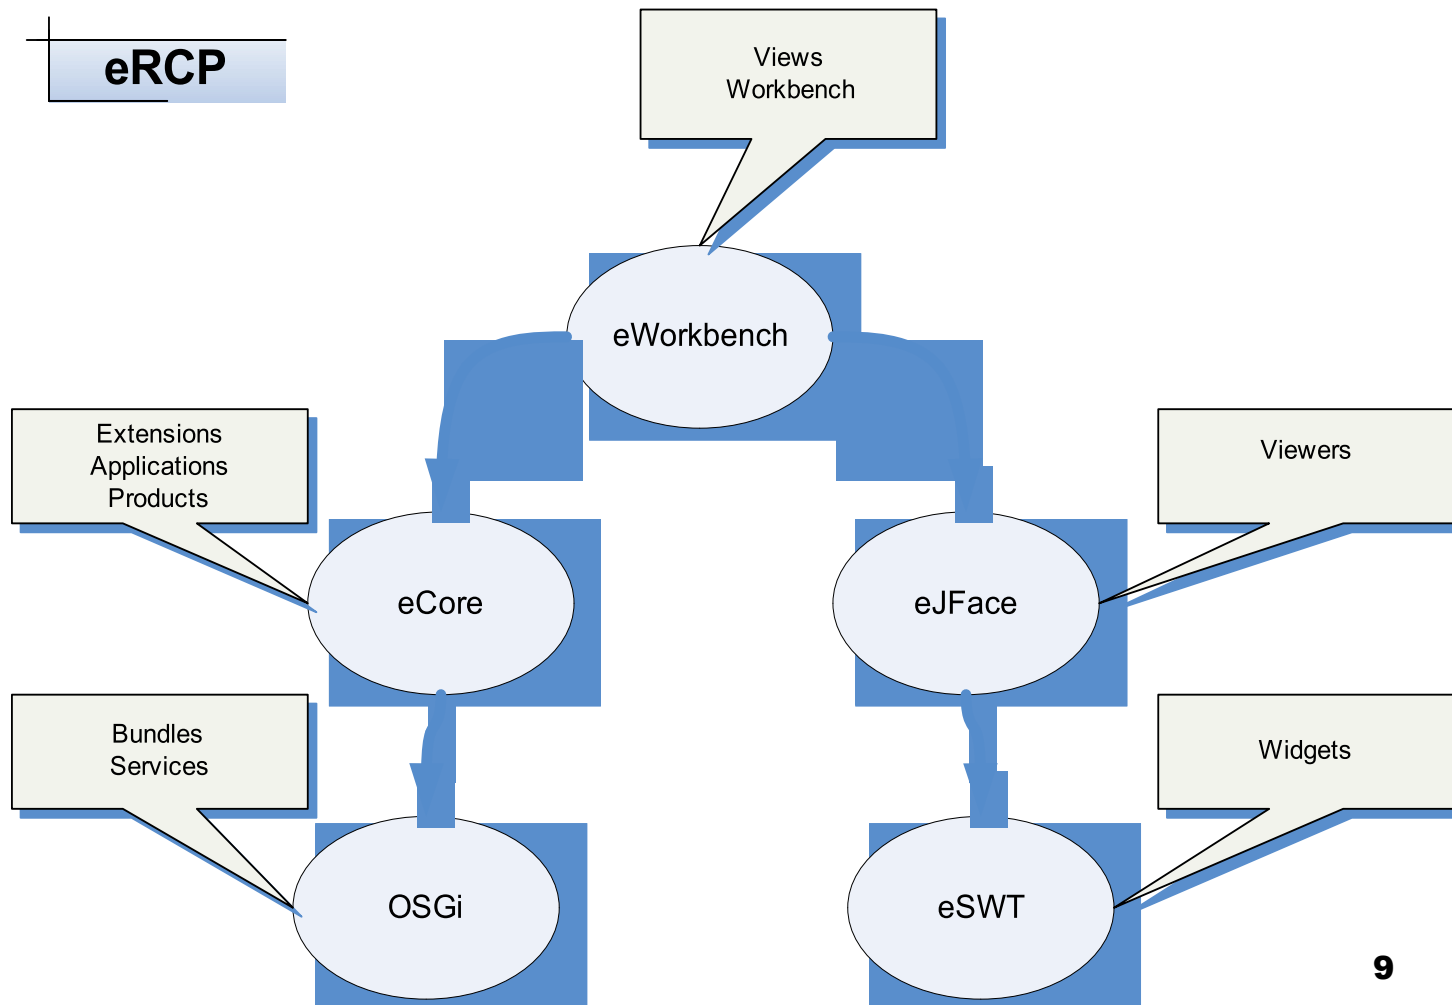 eRCP
Views
Workbench
eWorkbench
Extensions
Applications
Products
Viewers
eCore
eJFace
Bundles
Services
Widgets
OSGi
eSWT
9